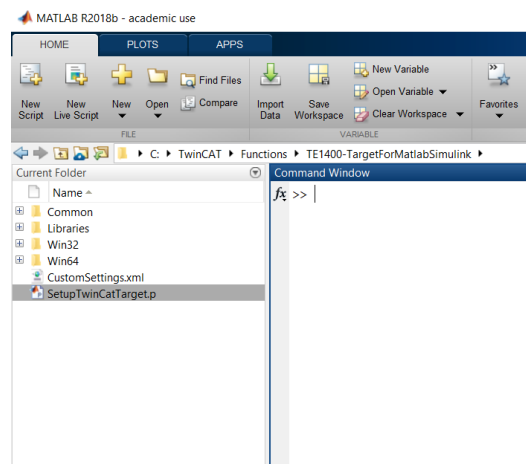 MATLAB R2018b - academic use
HOME PLOTS APPS
New Script
New Live Script
New
Open
Find Files
Compare
Import Data
Save Workspace
New Variable
Open Variable
Clear Workspace
Favorites
FILE
VARIABLE
C: TwinCAT Functions TE1400-TargetForMatlabSimulink
Current Folder
Command Window
Name
fx >>
Common
Libraries
Win32
Win64
CustomSettings.xml
SetupTwinCatTarget.p